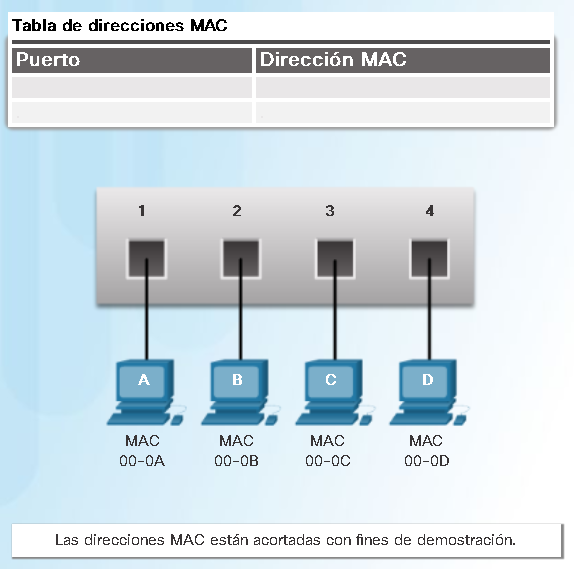 Tabla de direcciones MAC
Puerto Dirección MAC
1 2 3 4
A B C D
MAC MAC MAC MAC
00-0A 00-0B 00-0C 00-0D
Las direcciones MAC están acortadas con fines de demostración.